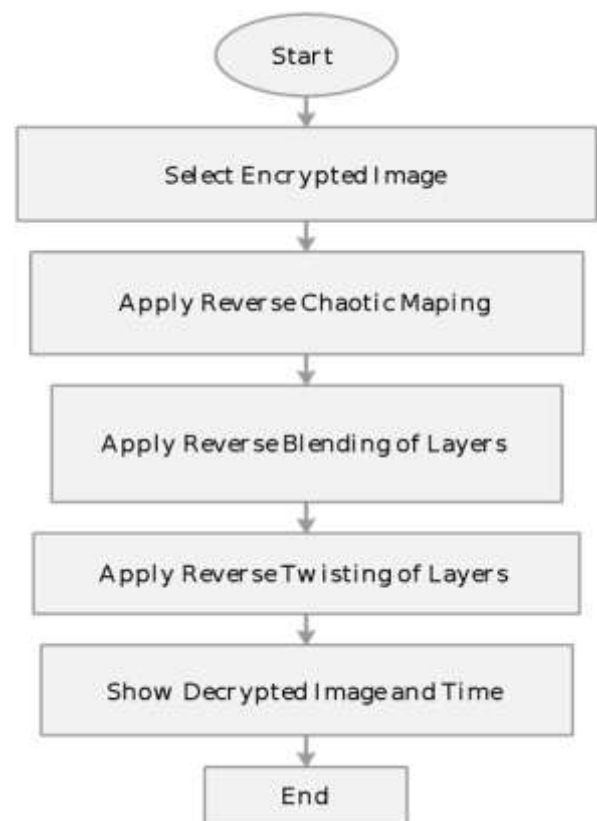 Start
Select Encrypted Image
Apply Reverse Chaotic Maping
Apply Reverse Blending of Layers
Apply Reverse Twisting of Layers
Show Decrypted Image and Time
End